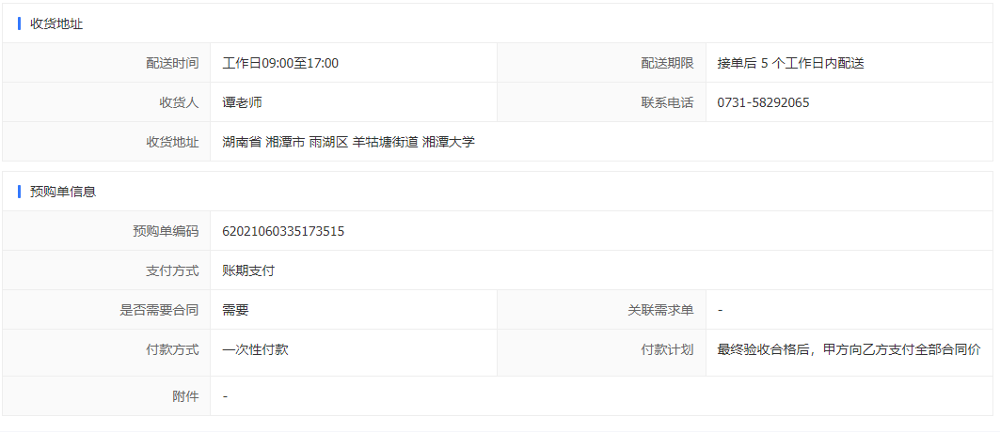 收货地址
配送时间 工作日09:00至17:00 配送期限 接单后 5 个工作日内配送
收货人 谭老师 联系电话 0731-58292065
收货地址 湖南省 湘潭市 雨湖区 羊牯塘街道 湘潭大学
预购单信息
预购单编码 62021060335173515
支付方式 账期支付
是否需要合同 需要 关联需求单 -
付款方式 一次性付款 付款计划 最终验收合格后，甲方向乙方支付全部合同价
附件 -